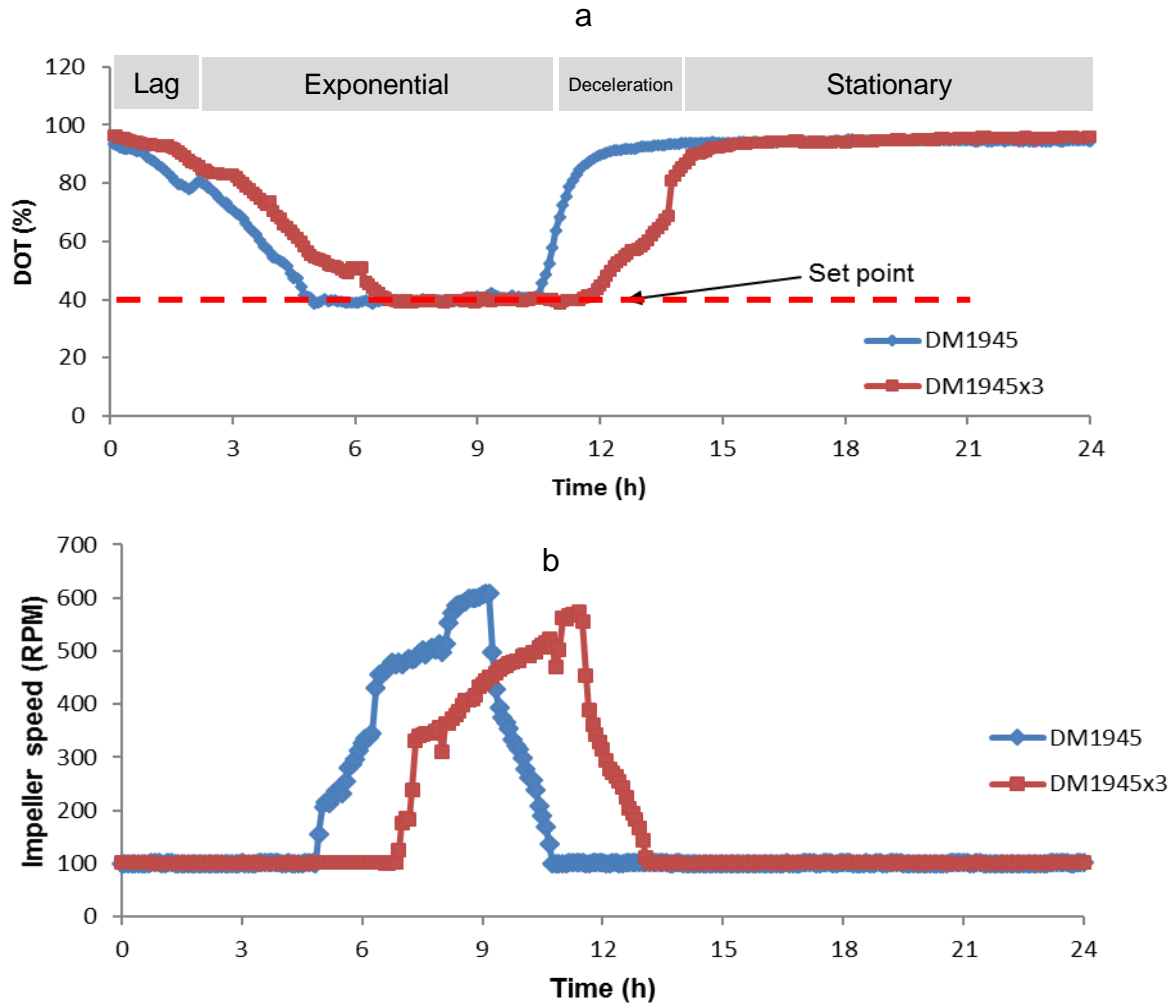 a
Lag Exponential Deceleration Stationary
120
100
80
60
40
20
0
DOT (%)
Set point
DM1945
DM1945x3
0 3 6 9 12 15 18 21 24
Time (h)
b
700
600
500
400
300
200
100
0
Impeller speed (RPM)
DM1945
DM1945x3
0 3 6 9 12 15 18 21 24
Time (h)